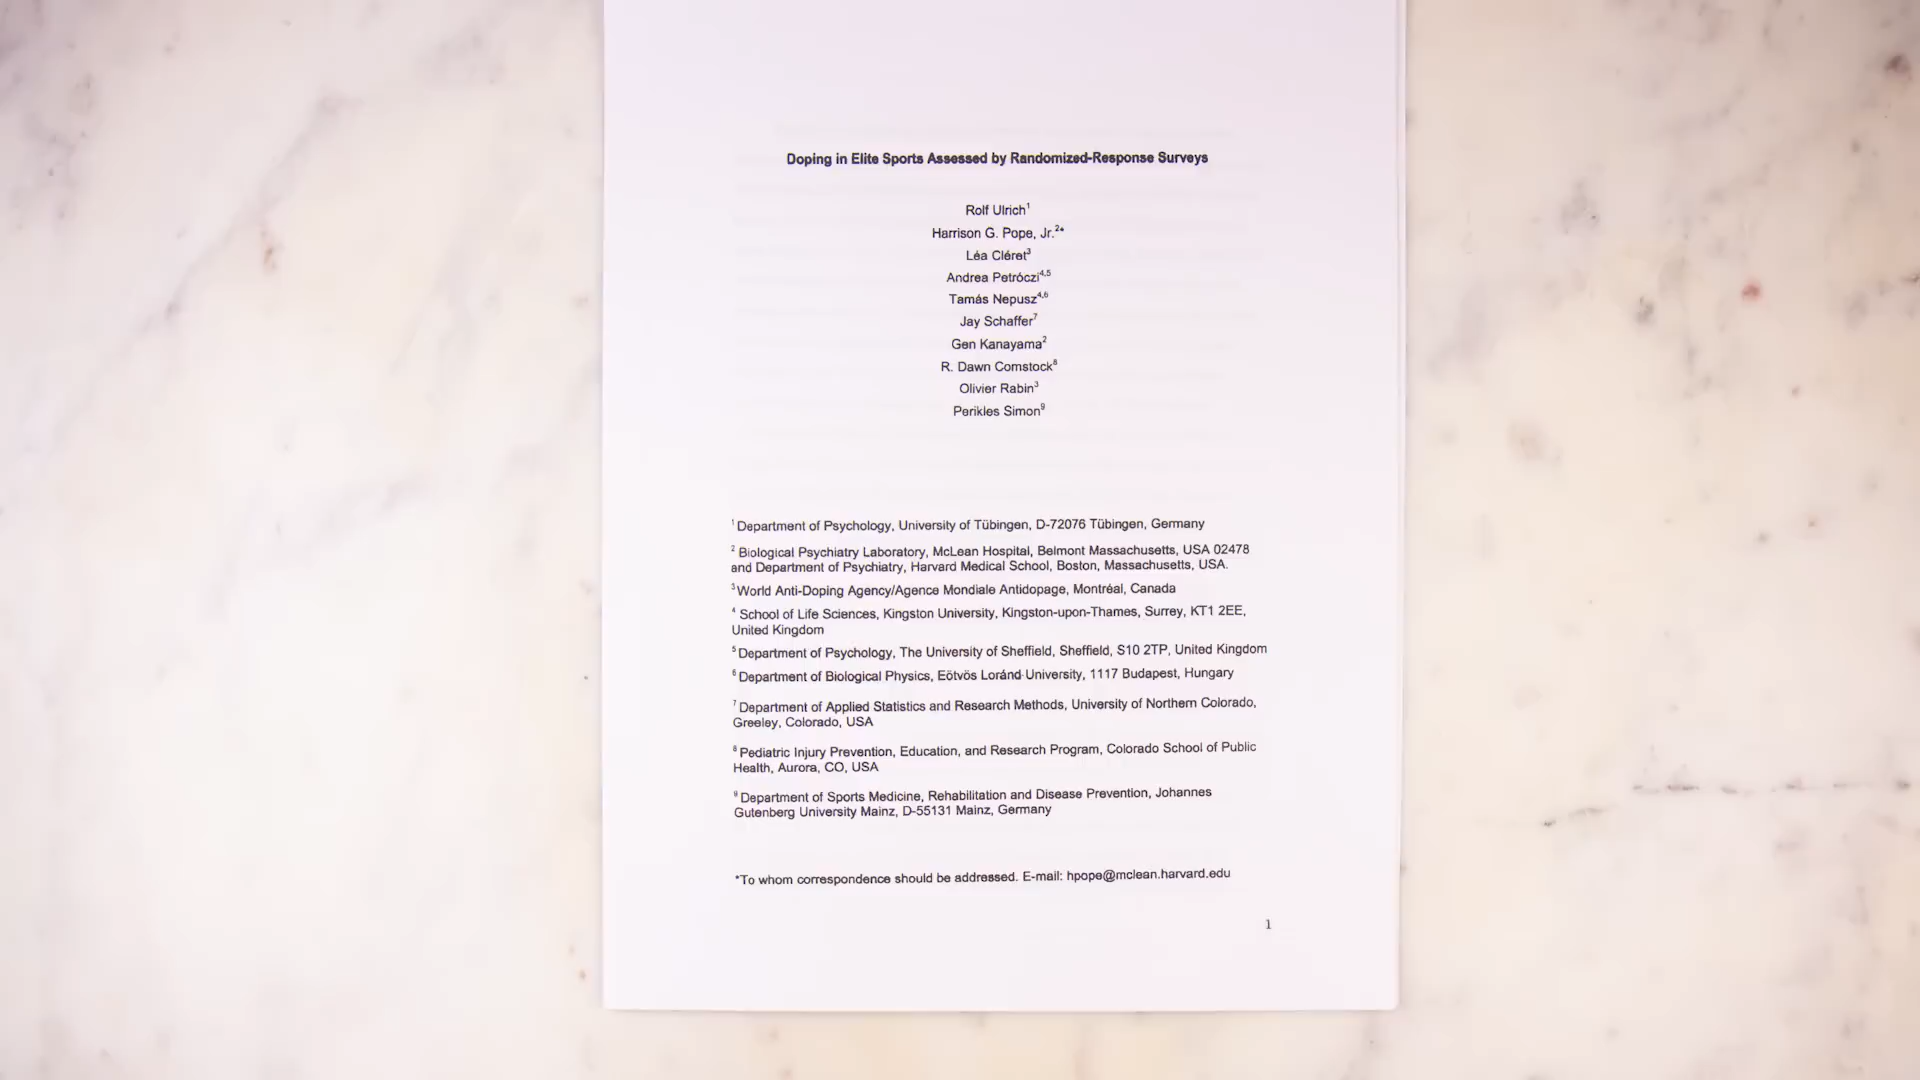 Doping in Elite Sports Assessed by Randomized-Response Surveys
Rolf Ulrich1
Harrison G. Pope, Jr.2*
Léa Cléret3
Andrea Petróczi4,5
Tamás Nepusz4,6
Jay Schaffer7
Gen Kanayama2
R. Dawn Comstock8
Olivier Rabin3
Perikles Simon9
1 Department of Psychology, University of Tübingen, D-72076 Tübingen, Germany
2 Biological Psychiatry Laboratory, McLean Hospital, Belmont Massachusetts, USA 02478
and Department of Psychiatry, Harvard Medical School, Boston, Massachusetts, USA.
3 World Anti-Doping Agency/Agence Mondiale Antidopage, Montréal, Canada
4 School of Life Sciences, Kingston University, Kingston-upon-Thames, Surrey, KT1 2EE,
United Kingdom
5 Department of Psychology, The University of Sheffield, Sheffield, S10 2TP, United Kingdom
6 Department of Biological Physics, Eötvös Loránd University, 1117 Budapest, Hungary
7 Department of Applied Statistics and Research Methods, University of Northern Colorado,
Greeley, Colorado, USA
8 Pediatric Injury Prevention, Education, and Research Program, Colorado School of Public
Health, Aurora, CO, USA
9 Department of Sports Medicine, Rehabilitation and Disease Prevention, Johannes
Gutenberg University Mainz, D-55131 Mainz, Germany
*To whom correspondence should be addressed. E-mail: hpope@mclean.harvard.edu
1